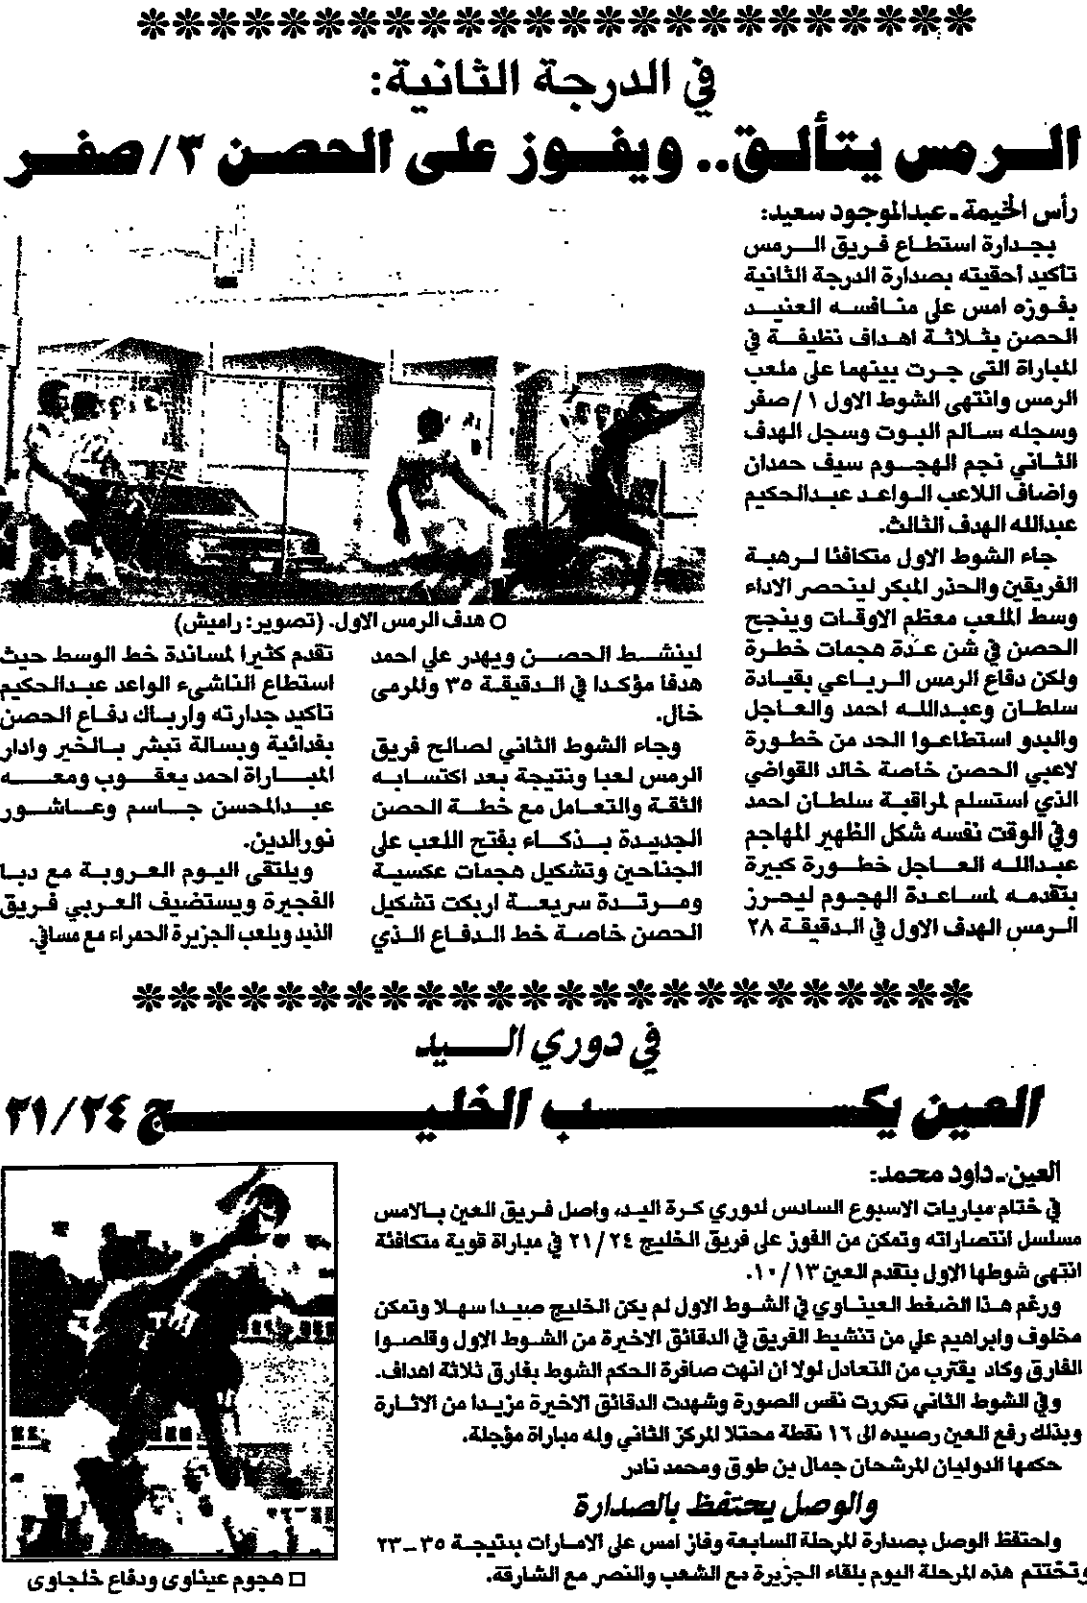 في الدرجة الثانية:
الرمس يتألق.. ويفوز على الحصن ٣/صفر
رأس الخيمة ـ عبدالموجود سعيد:
بجدارة استطاع فريق الرمس
تأكيد أحقيته بصدارة الدرجة الثانية
بفوزه امس على منافسه العنيد
الحصن بثلاثة اهداف نظيفة في
المباراة التي جرت بينهما على ملعب
الرمس وانتهى الشوط الاول ١/صفر
وسجله سالم البوت وسجل الهدف
الثاني نجم الهجوم سيف حمدان
واضاف اللاعب الواعد عبدالحكيم
عبدالله الهدف الثالث.
جاء الشوط الاول متكافئا لرهبة
الفريقين والحذر المبكر لينحصر الاداء
وسط الملعب معظم الاوقات وينجح
الحصن في شن عدة هجمات خطرة
ولكن دفاع الرمس الرباعي بقيادة
سلطان وعبدالله احمد والعاجل
والبدو استطاعوا الحد من خطورة
لاعبي الحصن خاصة خالد القواضي
الذي استسلم لمراقبة سلطان احمد
وفي الوقت نفسه شكل الظهير المهاجم
عبدالله العاجل خطورة كبيرة
بتقدمه لمساعدة الهجوم ليحرز
الرمس الهدف الاول في الدقيقة ٢٨
هدف الرمس الاول. (تصوير: راميش)
لينشط الحصن ويهدر علي احمد
هدفا مؤكدا في الدقيقة ٣٥ والمرمى
خال.
وجاء الشوط الثاني لصالح فريق
الرمس لعبا ونتيجة بعد اكتسابه
الثقة والتعامل مع خطة الحصن
الجديدة بذكاء بفتح اللعب على
الجناحين وتشكيل هجمات عكسية
ومرتدة سريعة اربكت تشكيل
الحصن خاصة خط الدفاع الذي
تقدم كثيرا لمساندة خط الوسط حيث
استطاع الناشىء الواعد عبدالحكيم
تأكيد جدارته وارباك دفاع الحصن
بفدائية وبسالة تبشر بالخير وادار
المباراة احمد يعقوب ومعه
عبدالمحسن جاسم وعاشور
نورالدين.
ويلتقي اليوم العروبة مع دبا
الفجيرة ويستضيف العربي فريق
الذيد ويلعب الجزيرة الحمراء مع مسافي.
في دوري اليد
العين يكسب الخليج ٢١/٢٤
العين ـ داود محمد:
في ختام مباريات الاسبوع السادس لدوري كرة اليد، واصل فريق العين بالامس
مسلسل انتصاراته وتمكن من الفوز على فريق الخليج ٢١/٢٤ في مباراة قوية متكافئة
انتهى شوطها الاول بتقدم العين ١٠/١٣.
ورغم هذا الضغط العيناوي في الشوط الاول لم يكن الخليج صيدا سهلا وتمكن
مخلوف وابراهيم علي من تنشيط الفريق في الدقائق الاخيرة من الشوط الاول وقلصوا
الفارق وكاد يقترب من التعادل لولا ان انهت صافرة الحكم الشوط بفارق ثلاثة اهداف.
وفي الشوط الثاني تكررت نفس الصورة وشهدت الدقائق الاخيرة مزيدا من الاثارة
وبذلك رفع العين رصيده الى ١٦ نقطة محتلا المركز الثاني وله مباراة مؤجلة.
حكمها الدوليان المرشحان جمال بن طوق ومحمد نادر
والوصل يحتفظ بالصدارة
واحتفظ الوصل بصدارة المرحلة السابعة وفاز امس على الامارات بنتيجة ٣٥ ـ ٢٣
وتختتم هذه المرحلة اليوم بلقاء الجزيرة مع الشعب والنصر مع الشارقة.
هجوم عيناوي ودفاع خلجاوي